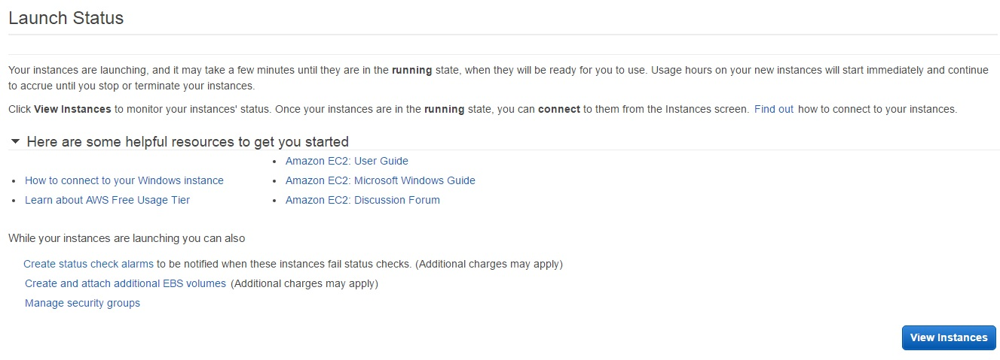 Launch Status
Your instances are launching, and it may take a few minutes until they are in the running state, when they will be ready for you to use. Usage hours on your new instances will start immediately and continue
to accrue until you stop or terminate your instances.
Click View Instances to monitor your instances' status. Once your instances are in the running state, you can connect to them from the Instances screen. Find out how to connect to your instances.
Here are some helpful resources to get you started
• How to connect to your Windows instance
• Learn about AWS Free Usage Tier
• Amazon EC2: User Guide
• Amazon EC2: Microsoft Windows Guide
• Amazon EC2: Discussion Forum
While your instances are launching you can also
Create status check alarms to be notified when these instances fail status checks. (Additional charges may apply)
Create and attach additional EBS volumes (Additional charges may apply)
Manage security groups
View Instances